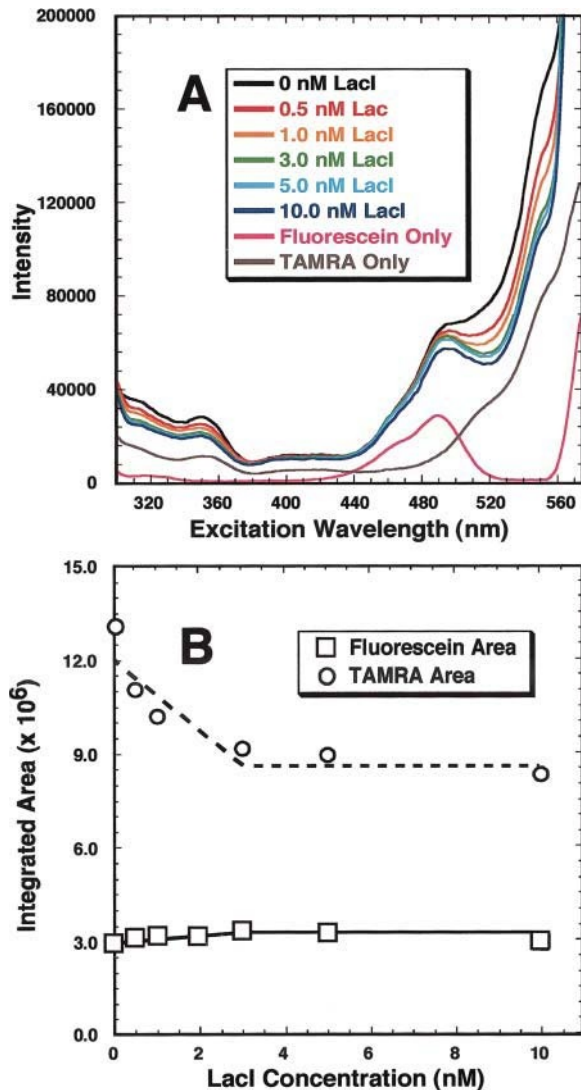 200000
160000
120000
80000
40000
0
Intensity
A
0 nM LacI
0.5 nM Lac
1.0 nM LacI
3.0 nM LacI
5.0 nM LacI
10.0 nM LacI
Fluorescein Only
TAMRA Only
320 360 400 440 480 520 560
Excitation Wavelength (nm)
15.0
12.0
9.0
6.0
3.0
0.0
Integrated Area (x 10⁶)
B
Fluorescein Area
TAMRA Area
0 2 4 6 8 10
LacI Concentration (nM)